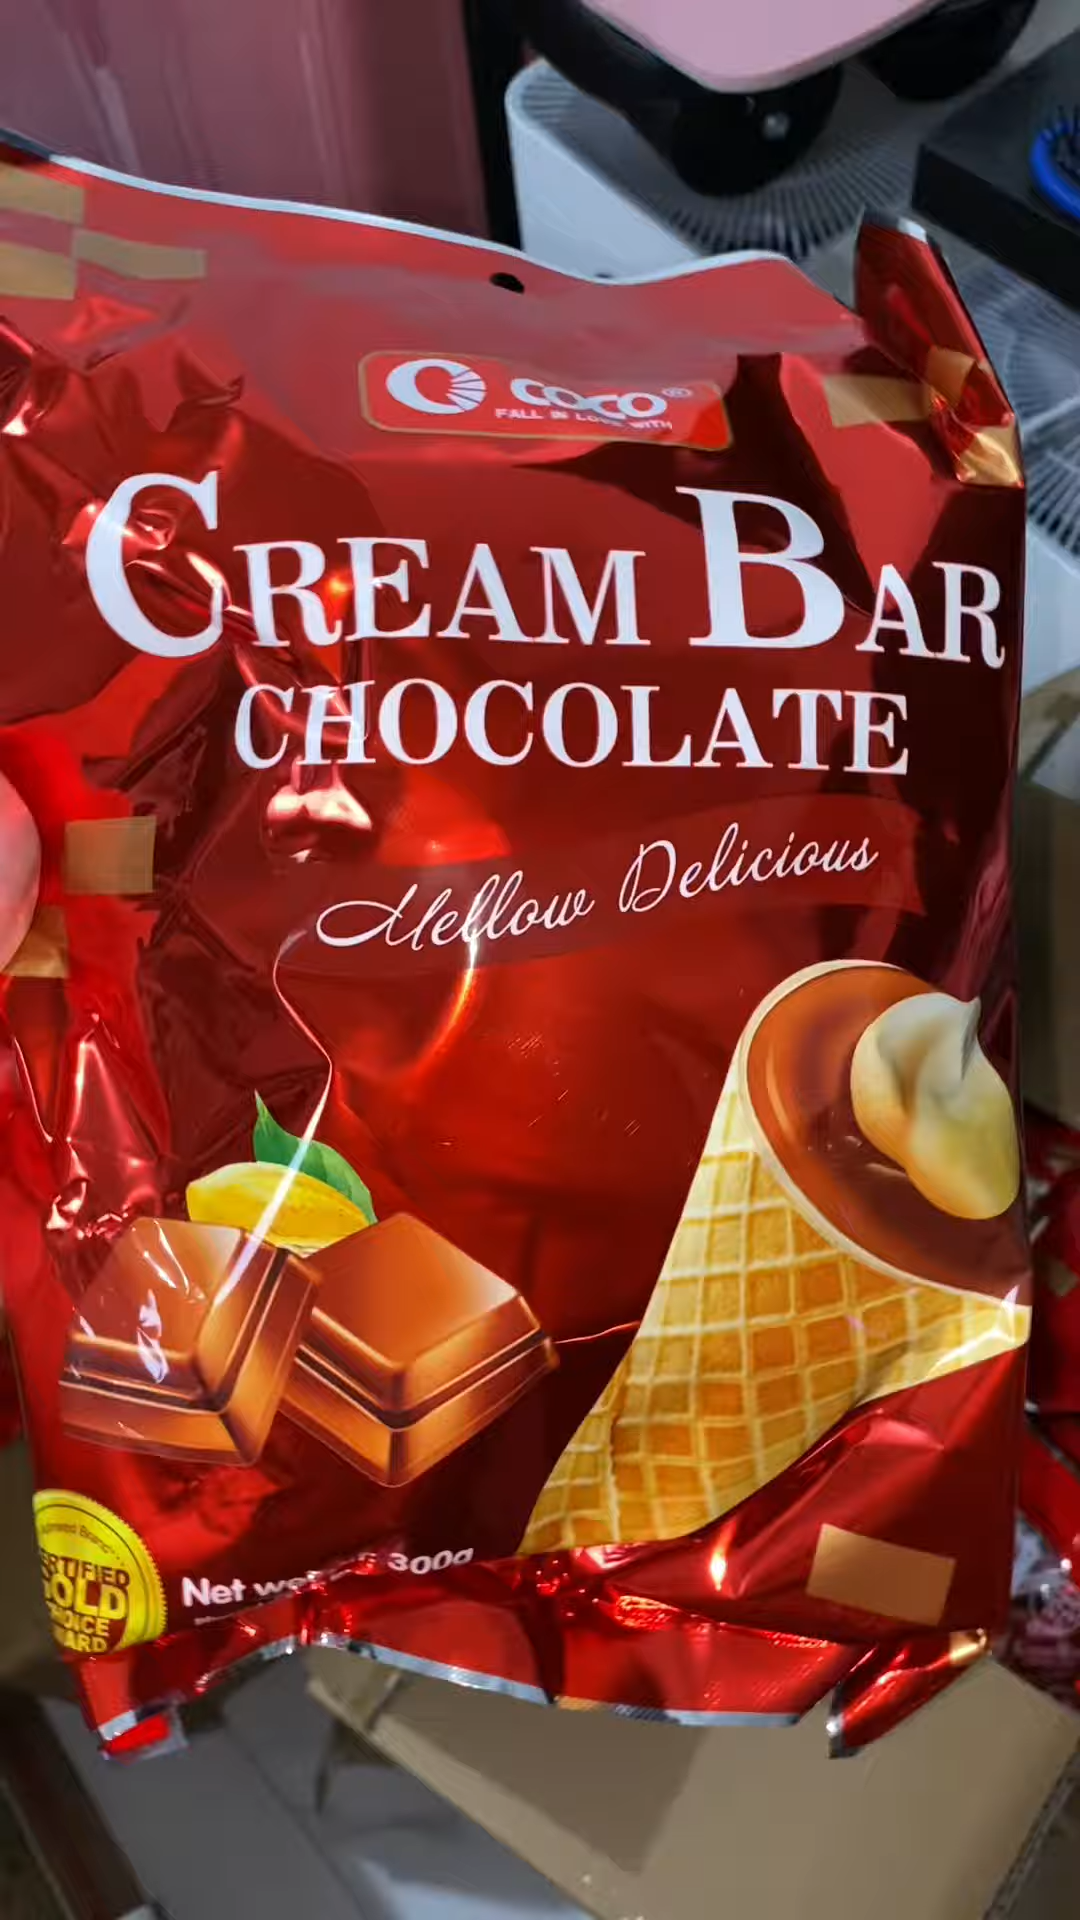 COCO®
FALL IN LOVE WITH
CREAM BAR
CHOCOLATE
Mellow Delicious
CERTIFIED
GOLD
CHOICE
AWARD
Net 300g